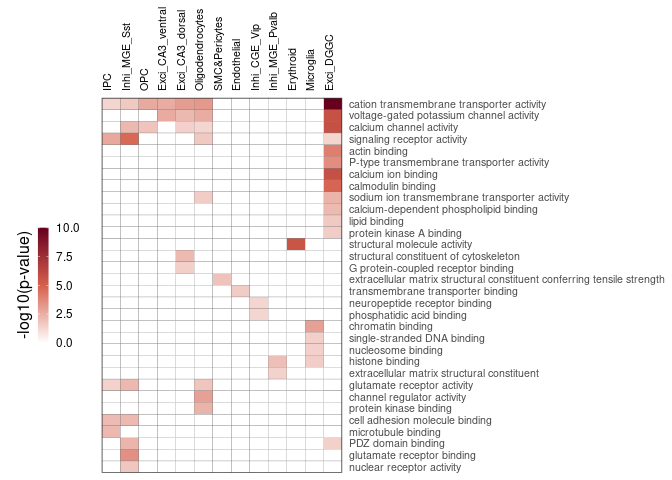 IPC
Inhi_MGE_Sst
OPC
Exci_CA3_ventral
Exci_CA3_dorsal
Oligodendrocytes
SMC&Pericytes
Endothelial
Inhi_CGE_Vip
Inhi_MGE_Pvalb
Erythroid
Microglia
Exci_DGGC
cation transmembrane transporter activity
voltage-gated potassium channel activity
calcium channel activity
signaling receptor activity
actin binding
P-type transmembrane transporter activity
calcium ion binding
calmodulin binding
sodium ion transmembrane transporter activity
calcium-dependent phospholipid binding
lipid binding
protein kinase A binding
structural molecule activity
structural constituent of cytoskeleton
G protein-coupled receptor binding
extracellular matrix structural constituent conferring tensile strength
transmembrane transporter binding
neuropeptide receptor binding
phosphatidic acid binding
chromatin binding
single-stranded DNA binding
nucleosome binding
histone binding
extracellular matrix structural constituent
glutamate receptor activity
channel regulator activity
protein kinase binding
cell adhesion molecule binding
microtubule binding
PDZ domain binding
glutamate receptor binding
nuclear receptor activity
-log10(p-value)
10.0
7.5
5.0
2.5
0.0